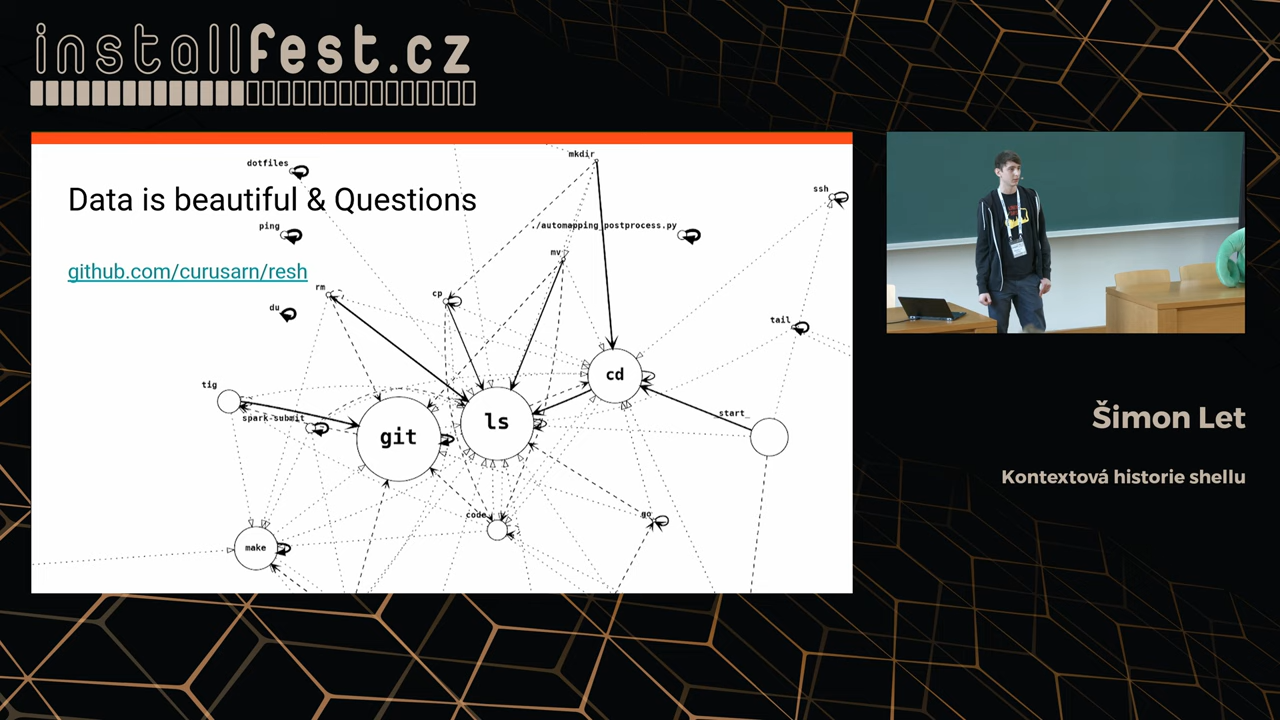 installfest.cz
dotfiles
mkdir
ssh
Data is beautiful & Questions
ping
./automapping_postprocess.py
mv
github.com/curusarn/resh
rm
cp
du
tail
cd
tig
_start_
spark-submit
git
ls
code
go
make
Šimon Let
Kontextová historie shellu